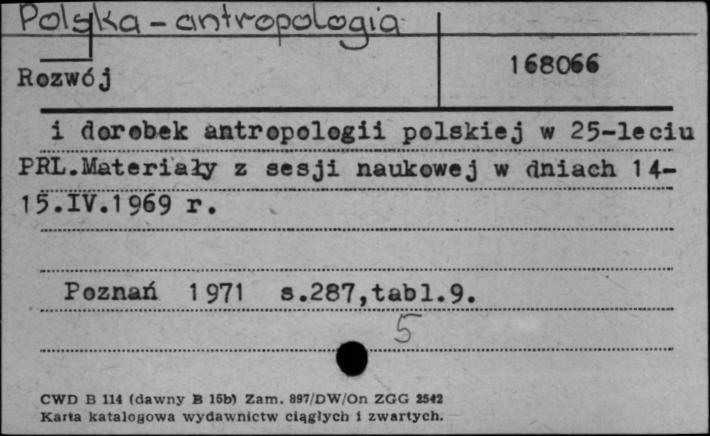 Polska - antropologia
Rozwój
168066
i dorobek antropologii polskiej w 25-leciu
PRL.Materiały z sesji naukowej w dniach 14-
15.IV.1969 r.
Poznań 1971 s.287,tabl.9.
5
CWD B 114 (dawny B 15b) Zam. 897/DW/On ZGG 2542
Karta katalogowa wydawnictw ciągłych i zwartych.